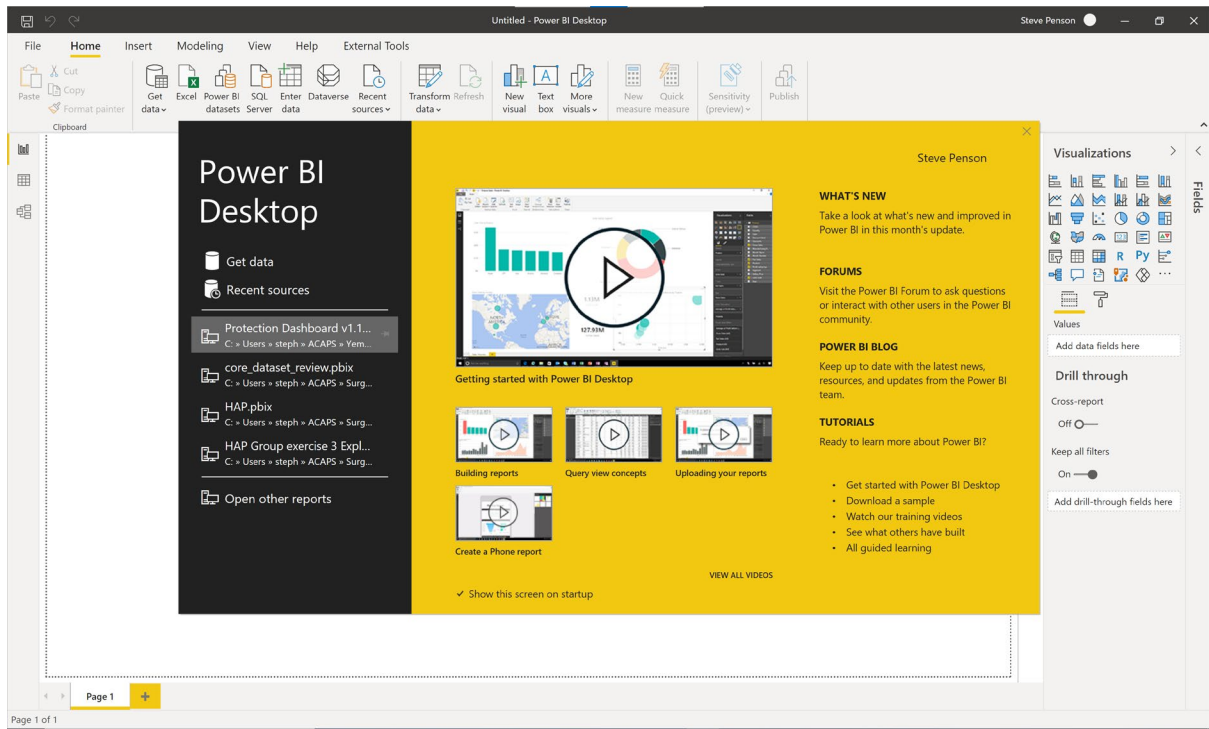 Untitled - Power BI Desktop
Steve Penson
File Home Insert Modeling View Help External Tools
Paste
Cut
Copy
Format painter
Clipboard
Get data
Excel
Power BI datasets
SQL Server
Enter data
Dataverse
Recent sources
Transform data
Refresh
New visual
Text box
More visuals
New measure
Quick measure
Sensitivity (preview)
Publish
Power BI
Desktop
Get data
Recent sources
Protection Dashboard v1.1...
C: » Users » steph » ACAPS » Yem...
core_dataset_review.pbix
C: » Users » steph » ACAPS » Surg...
HAP.pbix
C: » Users » steph » ACAPS » Surg...
HAP Group exercise 3 Expl...
C: » Users » steph » ACAPS » Surg...
Open other reports
127.93M
Getting started with Power BI Desktop
Building reports
Query view concepts
Uploading your reports
Create a Phone report
VIEW ALL VIDEOS
✓ Show this screen on startup
Steve Penson
WHAT'S NEW
Take a look at what's new and improved in
Power BI in this month's update.
FORUMS
Visit the Power BI Forum to ask questions
or interact with other users in the Power BI
community.
POWER BI BLOG
Keep up to date with the latest news,
resources, and updates from the Power BI
team.
TUTORIALS
Ready to learn more about Power BI?
• Get started with Power BI Desktop
• Download a sample
• Watch our training videos
• See what others have built
• All guided learning
Visualizations
Fields
R Py
123
Values
Add data fields here
Drill through
Cross-report
Off
Keep all filters
On
Add drill-through fields here
Page 1
Page 1 of 1